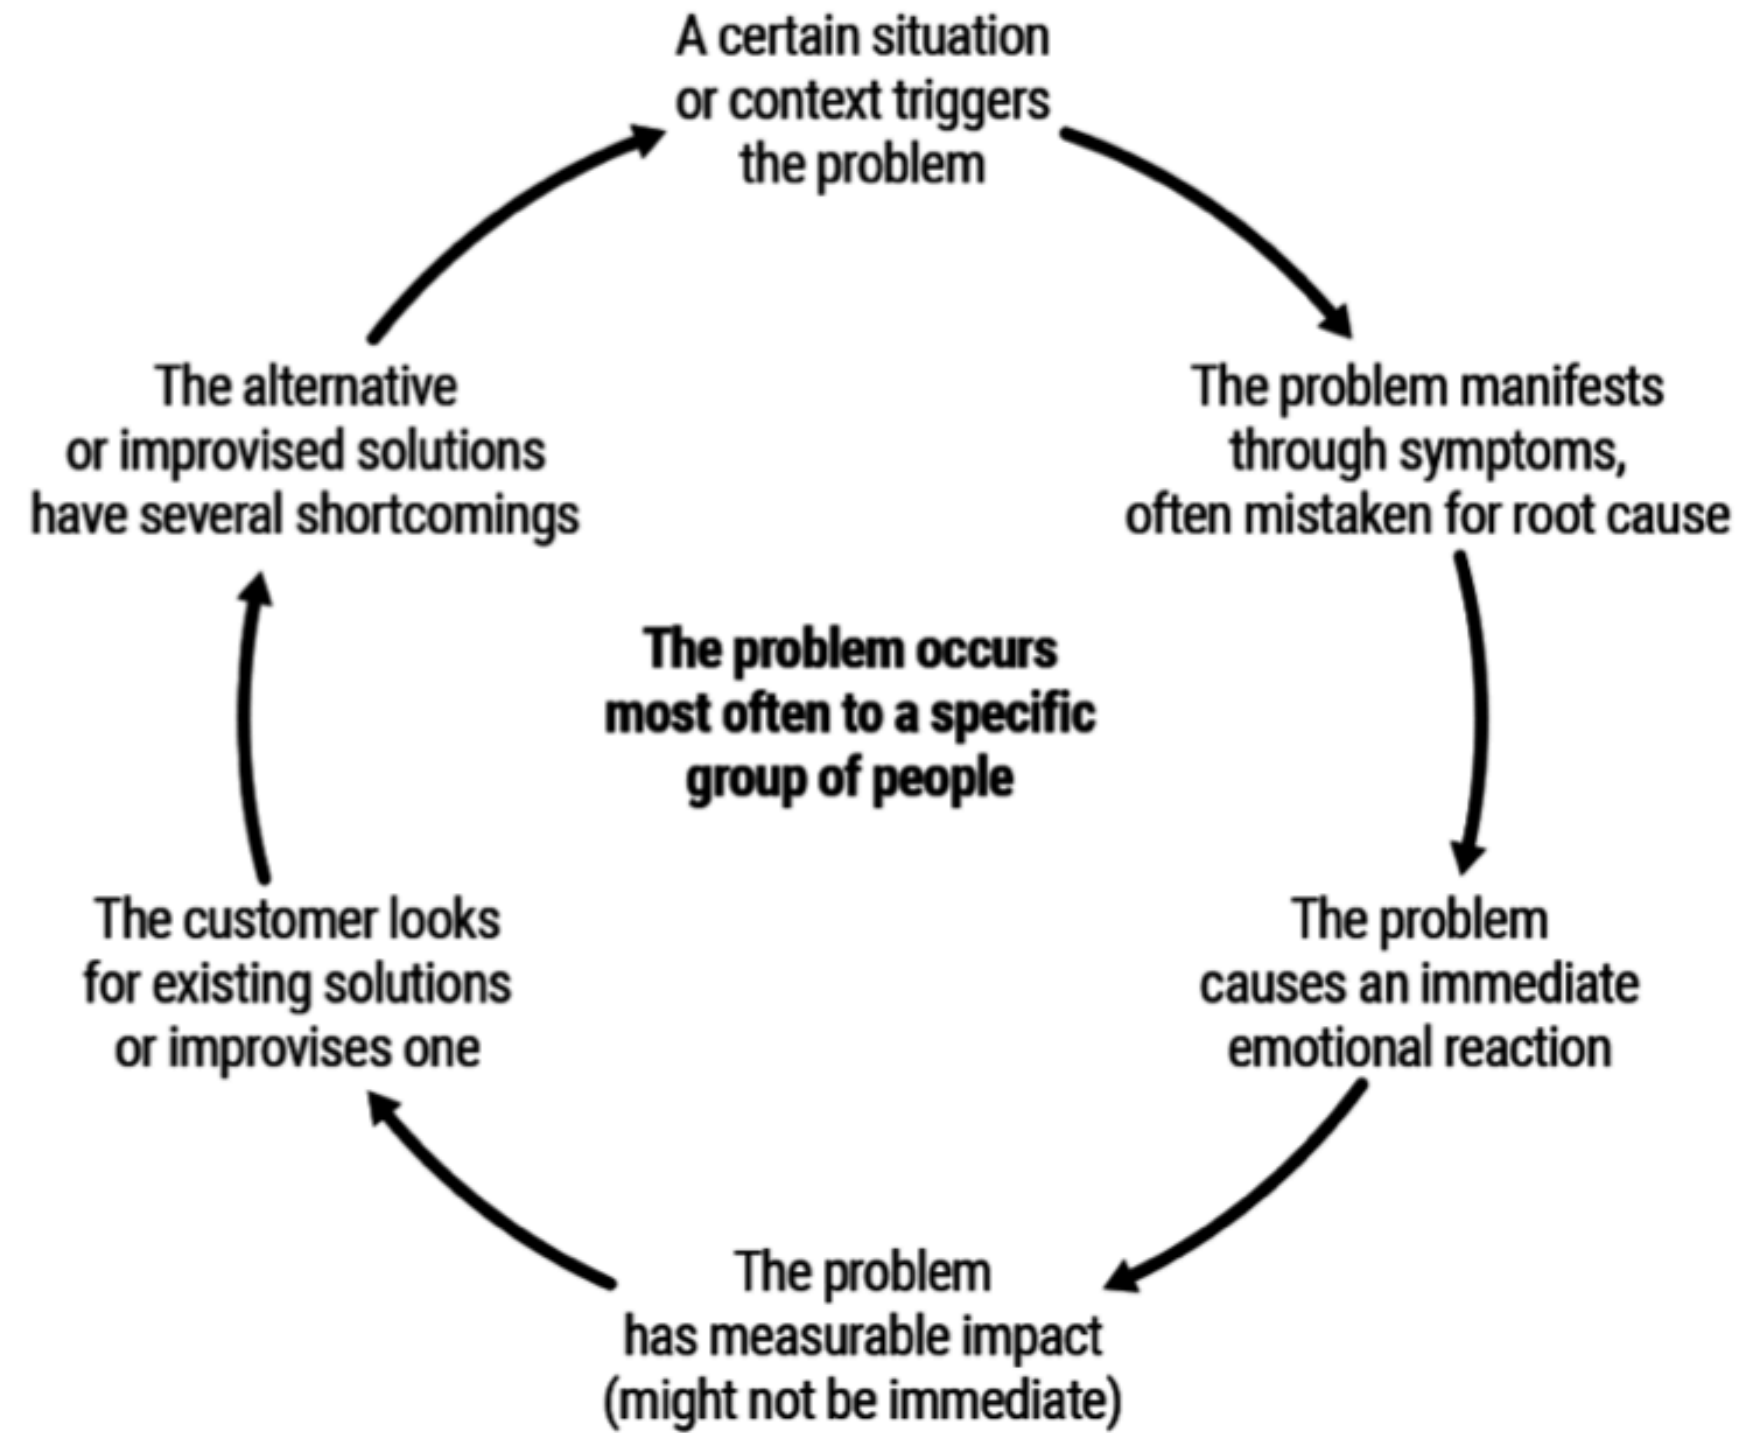 A certain situation
or context triggers
the problem
The problem manifests
through symptoms,
often mistaken for root cause
The problem
causes an immediate
emotional reaction
The problem
has measurable impact
(might not be immediate)
The customer looks
for existing solutions
or improvises one
The alternative
or improvised solutions
have several shortcomings
The problem occurs
most often to a specific
group of people